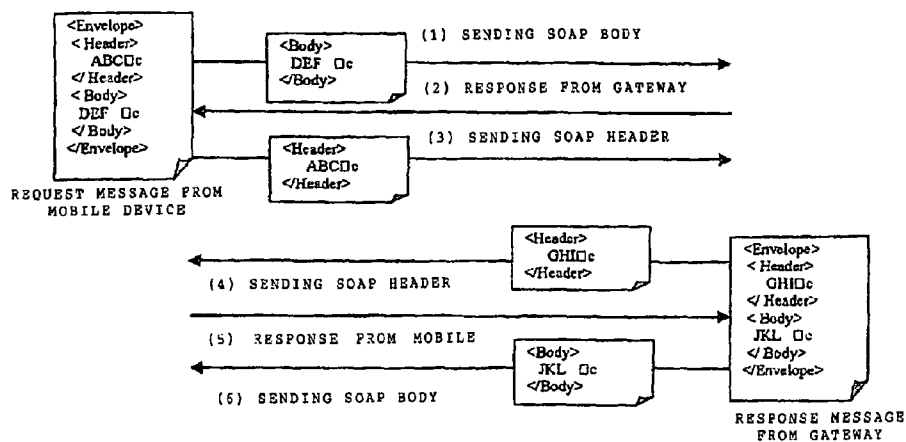 <Envelope>
< Header>
ABC□c
</ Header>
< Body>
DEF □c
</ Body>
</Envelope>
REQUEST MESSAGE FROM
MOBILE DEVICE
<Body>
DEF □c
</Body>
(1) SENDING SOAP BODY
(2) RESPONSE FROM GATEWAY
(3) SENDING SOAP HEADER
<Header>
ABC□c
</Header>
<Header>
GHI□c
</Header>
(4) SENDING SOAP HEADER
(5) RESPONSE FROM MOBILE
<Body>
JKL □c
</Body>
(6) SENDING SOAP BODY
<Envelope>
< Header>
GHI□c
</ Header>
< Body>
JKL □c
</ Body>
</Envelope>
RESPONSE MESSAGE
FROM GATEWAY